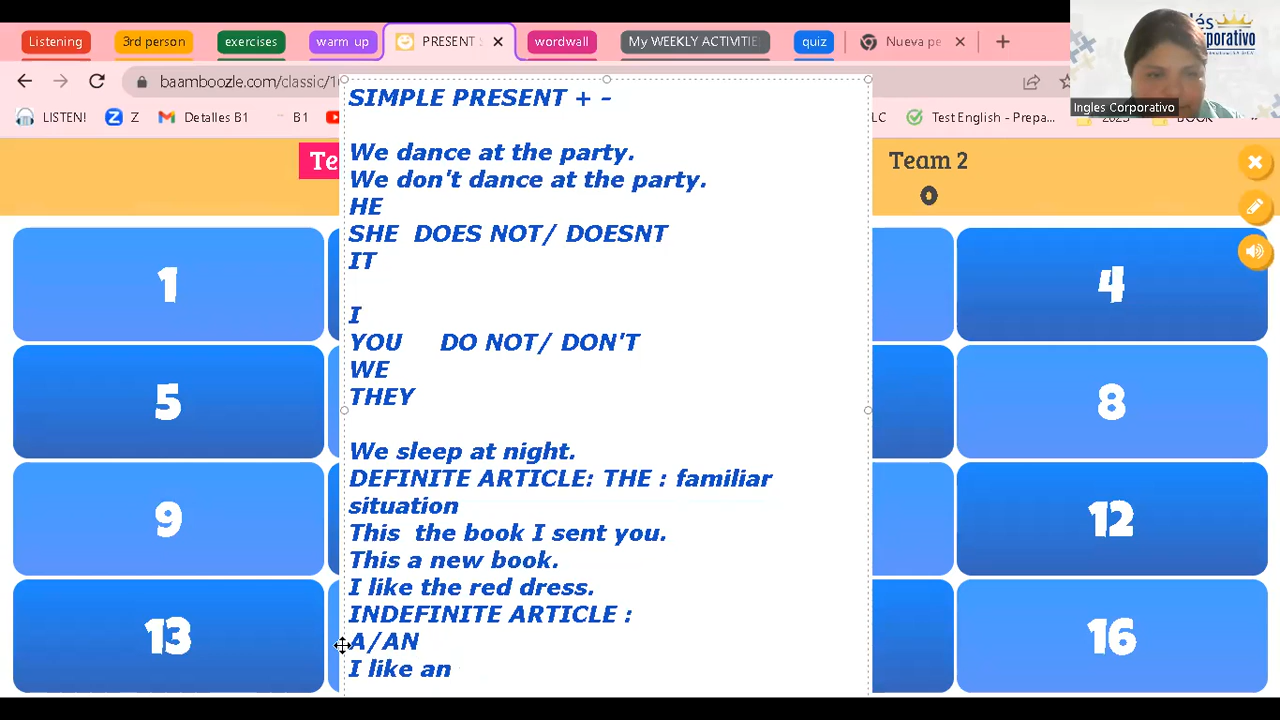 Listening 3rd person exercises warm up PRESENT wordwall My WEEKLY ACTIVITIE quiz Nueva pe
baamboozle.com/classic/1
LISTEN! Z Detalles B1 B1 LC Test English - Prepa... 2023 BOOK
Ingles Corporativo
Corporativo
Te
Team 2
0
SIMPLE PRESENT + -
We dance at the party.
We don't dance at the party.
HE
SHE DOES NOT/ DOESNT
IT
I
YOU DO NOT/ DON'T
WE
THEY
We sleep at night.
DEFINITE ARTICLE: THE : familiar
situation
This the book I sent you.
This a new book.
I like the red dress.
INDEFINITE ARTICLE :
A/AN
I like an
1
4
5
8
9
12
13
16